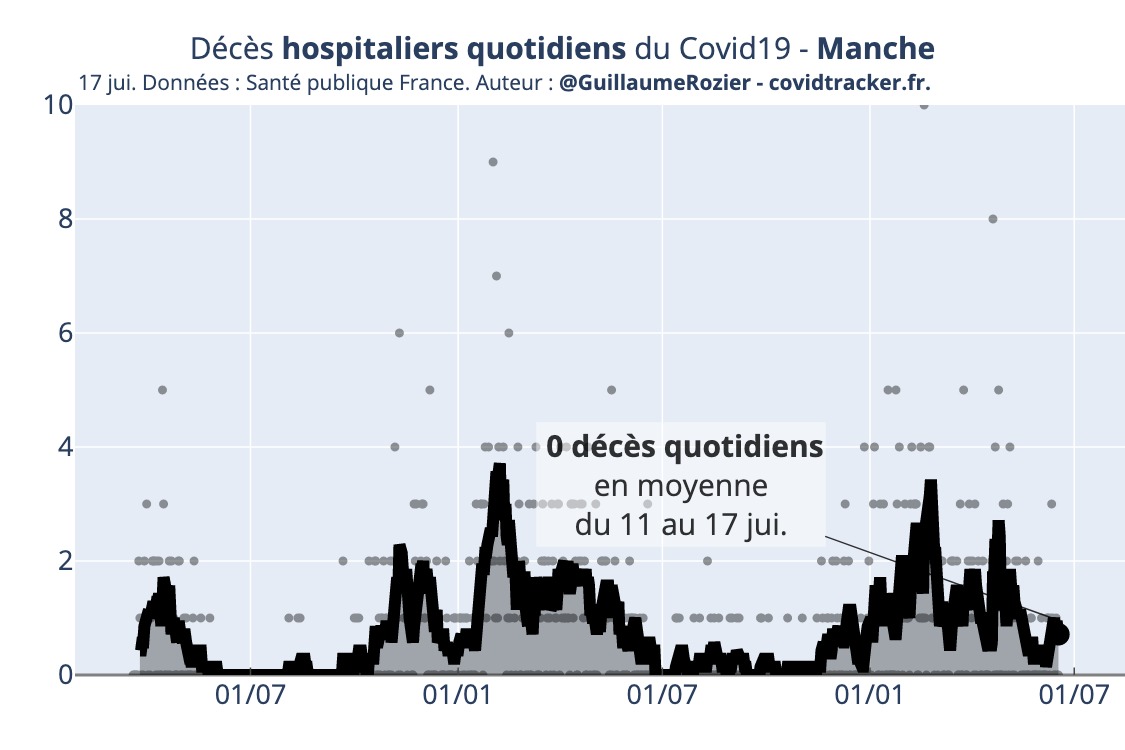 Décès hospitaliers quotidiens du Covid19 - Manche
17 jui. Données : Santé publique France. Auteur : @GuillaumeRozier - covidtracker.fr.
10
8
6
4
2
0
0 décès quotidiens
en moyenne
du 11 au 17 jui.
01/07 01/01 01/07 01/01 01/07